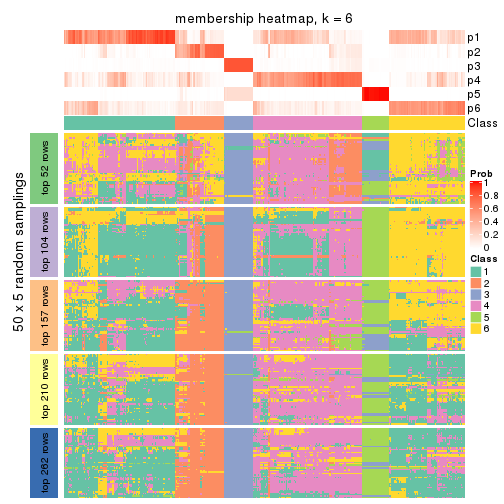 membership heatmap, k = 6
p1
p2
p3
p4
p5
p6
Class
50 x 5 random samplings
top 52 rows
top 104 rows
top 157 rows
top 210 rows
top 262 rows
Prob
1
0.8
0.6
0.4
0.2
0
Class
1
2
3
4
5
6